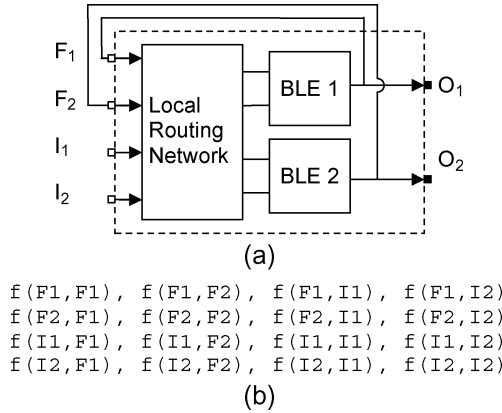 F1
F2
I1
I2
Local
Routing
Network
BLE 1
BLE 2
O1
O2
(a)
f(F1,F1), f(F1,F2), f(F1,I1), f(F1,I2)
f(F2,F1), f(F2,F2), f(F2,I1), f(F2,I2)
f(I1,F1), f(I1,F2), f(I1,I1), f(I1,I2)
f(I2,F1), f(I2,F2), f(I2,I1), f(I2,I2)
(b)